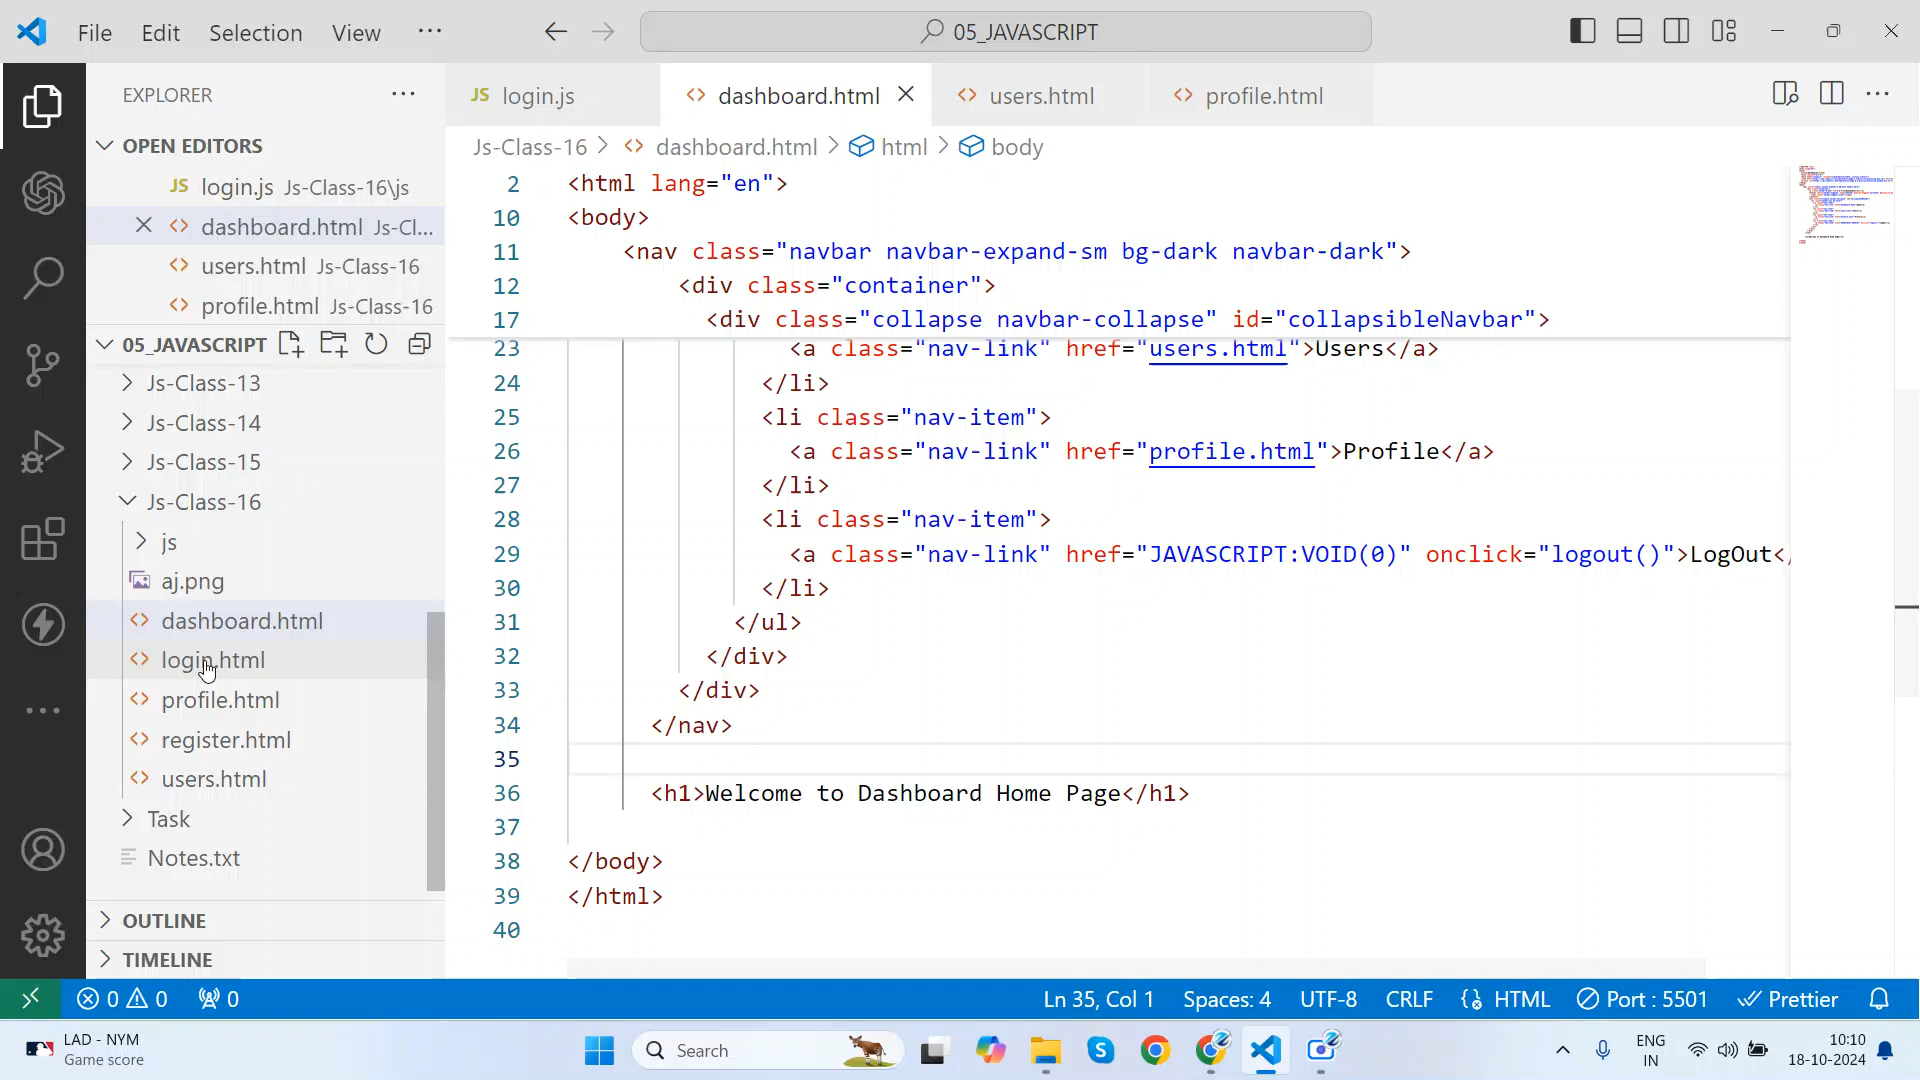 File Edit Selection View ···
05_JAVASCRIPT
EXPLORER ···
OPEN EDITORS
JS login.js Js-Class-16\js
dashboard.html Js-Cl...
users.html Js-Class-16
profile.html Js-Class-16
05_JAVASCRIPT
Js-Class-13
Js-Class-14
Js-Class-15
Js-Class-16
js
aj.png
dashboard.html
login.html
profile.html
register.html
users.html
Task
Notes.txt
OUTLINE
TIMELINE
JS login.js
dashboard.html
users.html
profile.html
Js-Class-16 > dashboard.html > html > body
2 <html lang="en">
10 <body>
11 <nav class="navbar navbar-expand-sm bg-dark navbar-dark">
12 <div class="container">
17 <div class="collapse navbar-collapse" id="collapsibleNavbar">
23 <a class="nav-link" href="users.html">Users</a>
24 </li>
25 <li class="nav-item">
26 <a class="nav-link" href="profile.html">Profile</a>
27 </li>
28 <li class="nav-item">
29 <a class="nav-link" href="JAVASCRIPT:VOID(0)" onclick="logout()">LogOut</
30 </li>
31 </ul>
32 </div>
33 </div>
34 </nav>
35
36 <h1>Welcome to Dashboard Home Page</h1>
37
38 </body>
39 </html>
40
0 0 0
Ln 35, Col 1 Spaces: 4 UTF-8 CRLF HTML Port : 5501 Prettier
LAD - NYM
Game score
Search
ENG
IN
10:10
18-10-2024